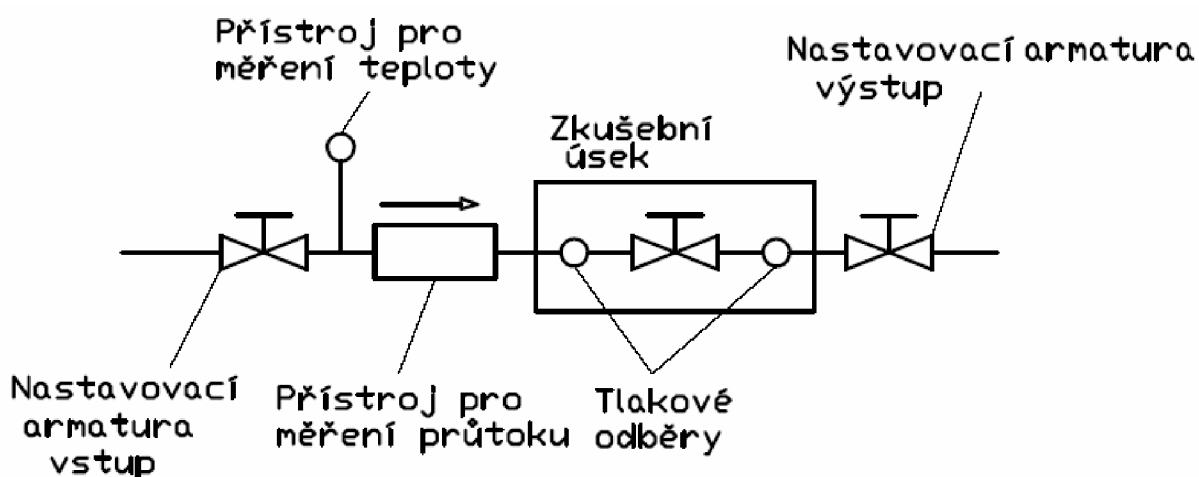 Přístroj pro
měření teploty
Nastavovací armatura
výstup
Zkušební
úsek
Nastavovací
armatura
vstup
Přístroj pro
měření průtoku
Tlakové
odběry